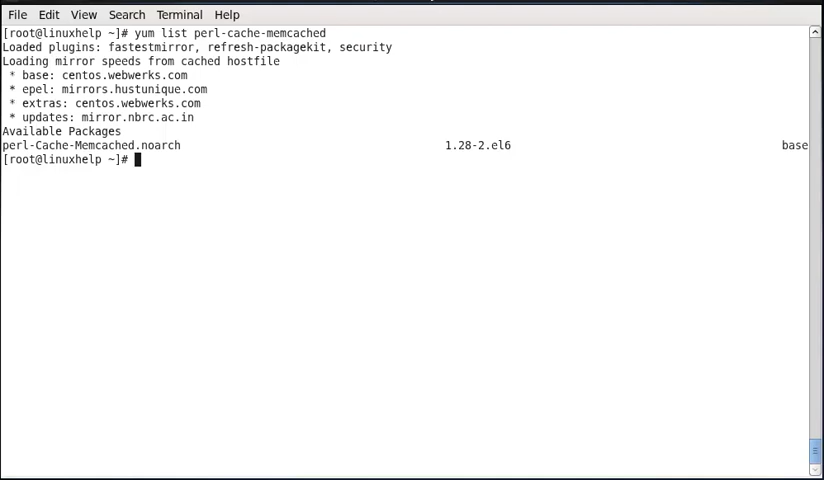 File Edit View Search Terminal Help
[root@linuxhelp ~]# yum list perl-cache-memcached
Loaded plugins: fastestmirror, refresh-packagekit, security
Loading mirror speeds from cached hostfile
 * base: centos.webwerks.com
 * epel: mirrors.hustunique.com
 * extras: centos.webwerks.com
 * updates: mirror.nbrc.ac.in
Available Packages
perl-Cache-Memcached.noarch 1.28-2.el6 base
[root@linuxhelp ~]#